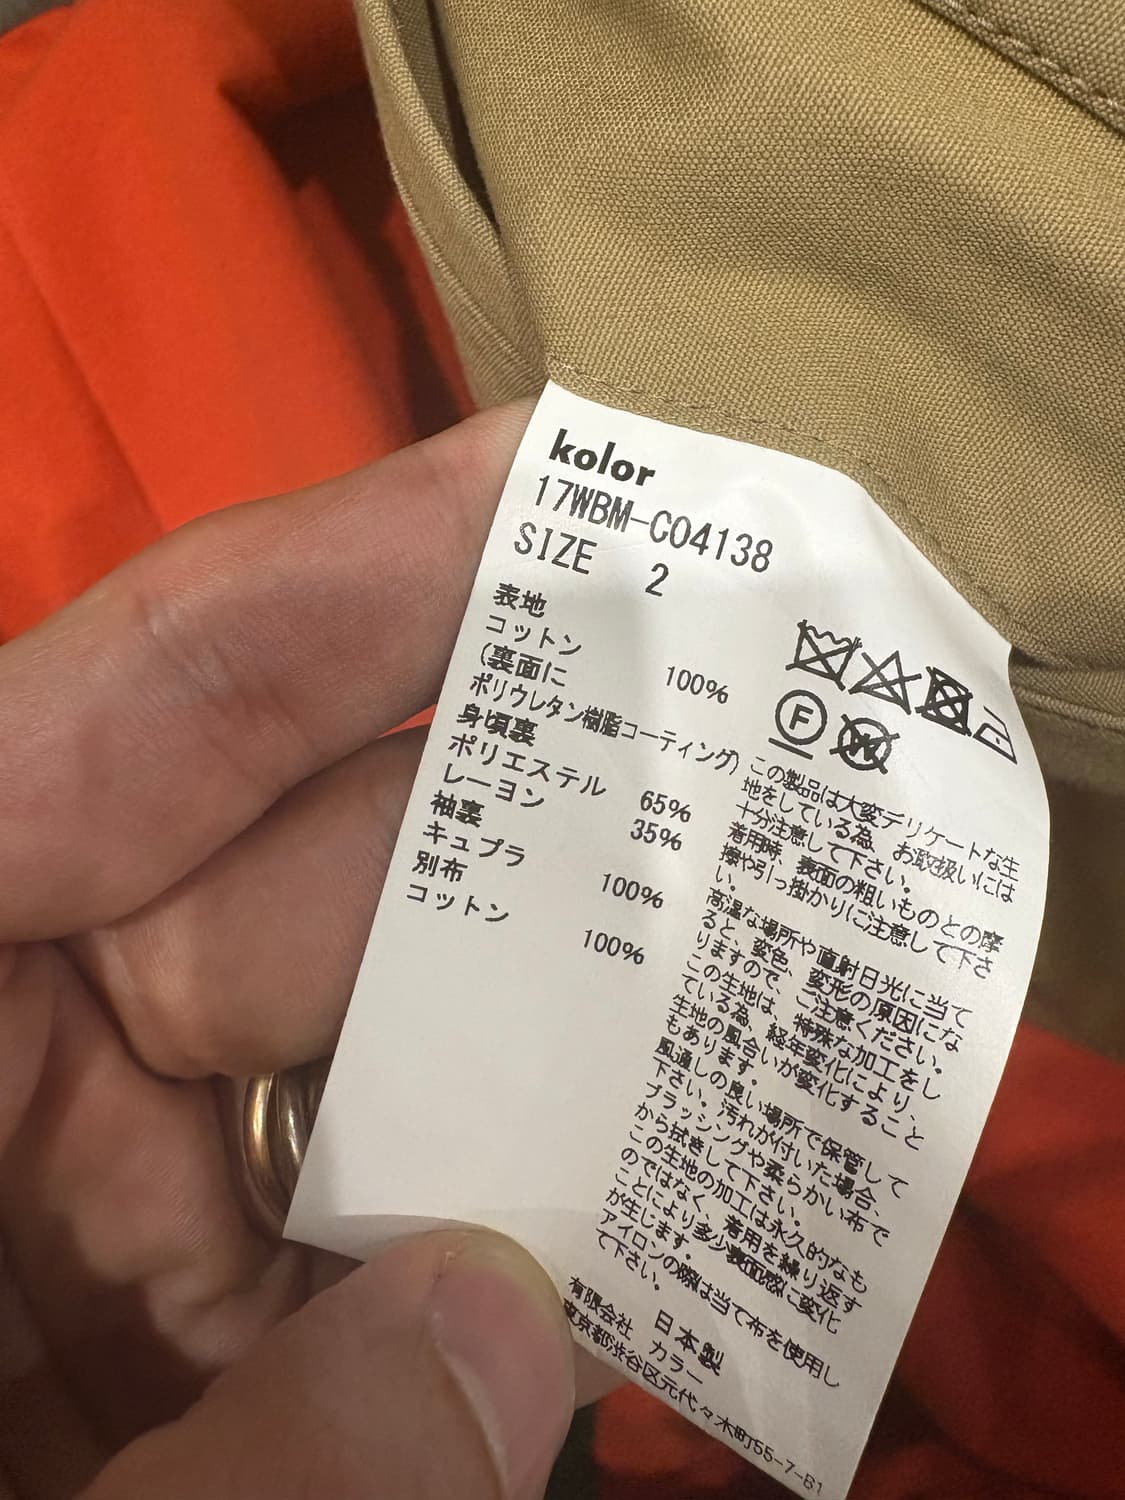 kolor
17WBM-C04138
SIZE 2
表地
コットン 100%
(裏面に
ポリウレタン樹脂コーティング)
身頃裏
ポリエステル 65%
レーヨン 35%
袖裏
キュプラ 100%
別布
コットン 100%
F
W
この製品は大変デリケートな生
地をしている為、お取扱いには
十分注意して下さい。
着用時、表面の粗いものとの摩
擦や引っ掛かりに注意して下さ
い。
高温な場所や直射日光に当て
ると、変色、変形の原因にな
りますので、ご注意ください。
この生地は、特殊な加工をし
ている為、経年変化により、
生地の風合いが変化すること
もあります。
風通しの良い場所で保管して
下さい。汚れが付いた場合、
ブラッシングや柔らかい布で
から拭きして下さい。
この生地の加工は永久的なも
のではなく、着用を繰り返す
ことにより多少表面感に変化
が生じます。
アイロンの際は当て布を使用し
て下さい。
日本製
有限会社 カラー
東京都渋谷区元代々木町55-7-B1